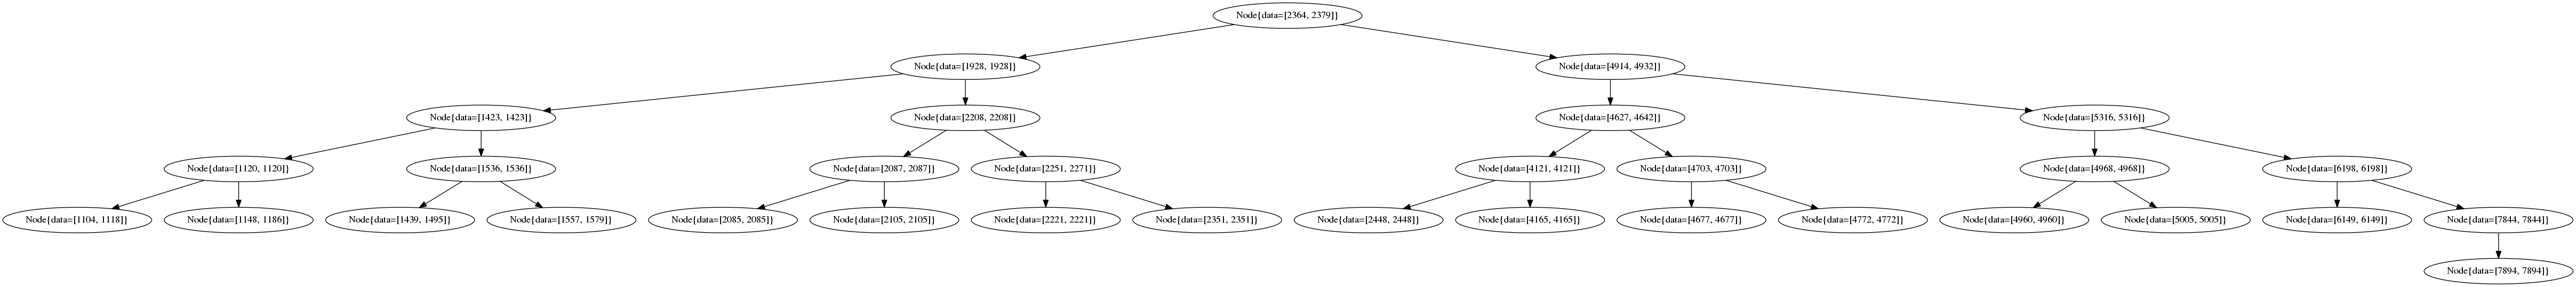 Node{data=[2364, 2379]}
Node{data=[1928, 1928]}
Node{data=[4914, 4932]}
Node{data=[1423, 1423]}
Node{data=[2208, 2208]}
Node{data=[4627, 4642]}
Node{data=[5316, 5316]}
Node{data=[1120, 1120]}
Node{data=[1536, 1536]}
Node{data=[2087, 2087]}
Node{data=[2251, 2271]}
Node{data=[4121, 4121]}
Node{data=[4703, 4703]}
Node{data=[4968, 4968]}
Node{data=[6198, 6198]}
Node{data=[1104, 1118]}
Node{data=[1148, 1186]}
Node{data=[1439, 1495]}
Node{data=[1557, 1579]}
Node{data=[2085, 2085]}
Node{data=[2105, 2105]}
Node{data=[2221, 2221]}
Node{data=[2351, 2351]}
Node{data=[2448, 2448]}
Node{data=[4165, 4165]}
Node{data=[4677, 4677]}
Node{data=[4772, 4772]}
Node{data=[4960, 4960]}
Node{data=[5005, 5005]}
Node{data=[6149, 6149]}
Node{data=[7844, 7844]}
Node{data=[7894, 7894]}